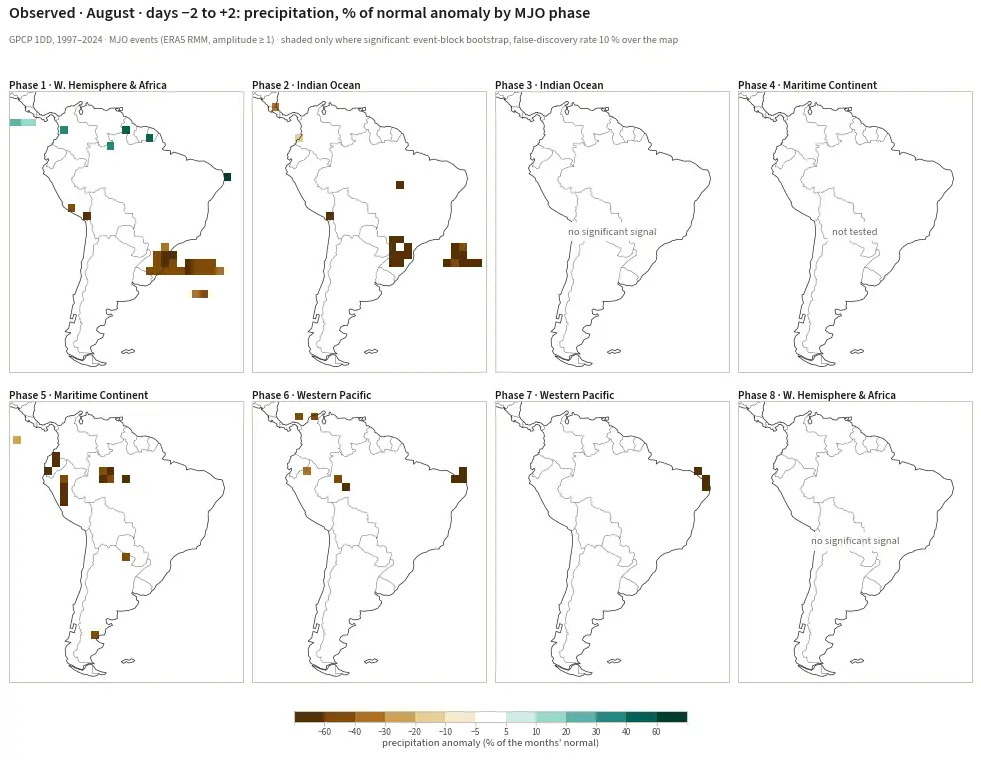 Observed · August · days −2 to +2: precipitation, % of normal anomaly by MJO phase
GPCP 1DD, 1997–2024 · MJO events (ERA5 RMM, amplitude ≥ 1) · shaded only where significant: event-block bootstrap, false-discovery rate 10 % over the map
Phase 1 · W. Hemisphere & Africa
Phase 2 · Indian Ocean
Phase 3 · Indian Ocean
Phase 4 · Maritime Continent
no significant signal
not tested
Phase 5 · Maritime Continent
Phase 6 · Western Pacific
Phase 7 · Western Pacific
Phase 8 · W. Hemisphere & Africa
no significant signal
−60 −40 −30 −20 −10 −5 5 10 20 30 40 60
precipitation anomaly (% of the months' normal)